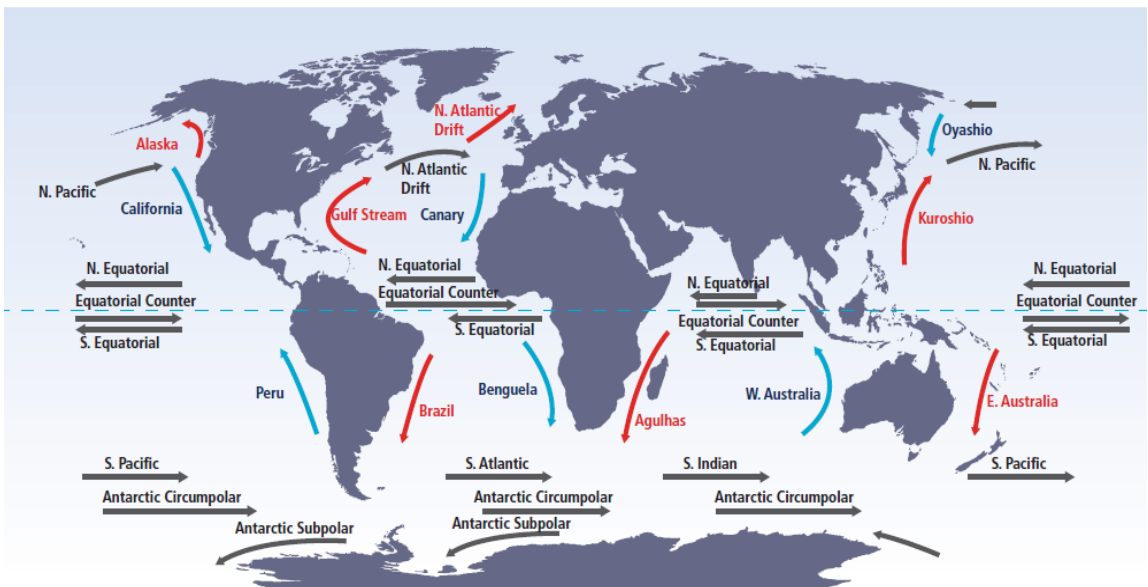 N. Atlantic
Drift
Alaska
Oyashio
N. Atlantic
Drift
N. Pacific
N. Pacific
California
Gulf Stream
Canary
Kuroshio
N. Equatorial
N. Equatorial
N. Equatorial
N. Equatorial
Equatorial Counter
Equatorial Counter
Equatorial Counter
Equatorial Counter
S. Equatorial
S. Equatorial
S. Equatorial
S. Equatorial
Peru
Brazil
Benguela
Agulhas
W. Australia
E. Australia
S. Pacific
S. Atlantic
S. Indian
S. Pacific
Antarctic Circumpolar
Antarctic Circumpolar
Antarctic Circumpolar
Antarctic Subpolar
Antarctic Subpolar